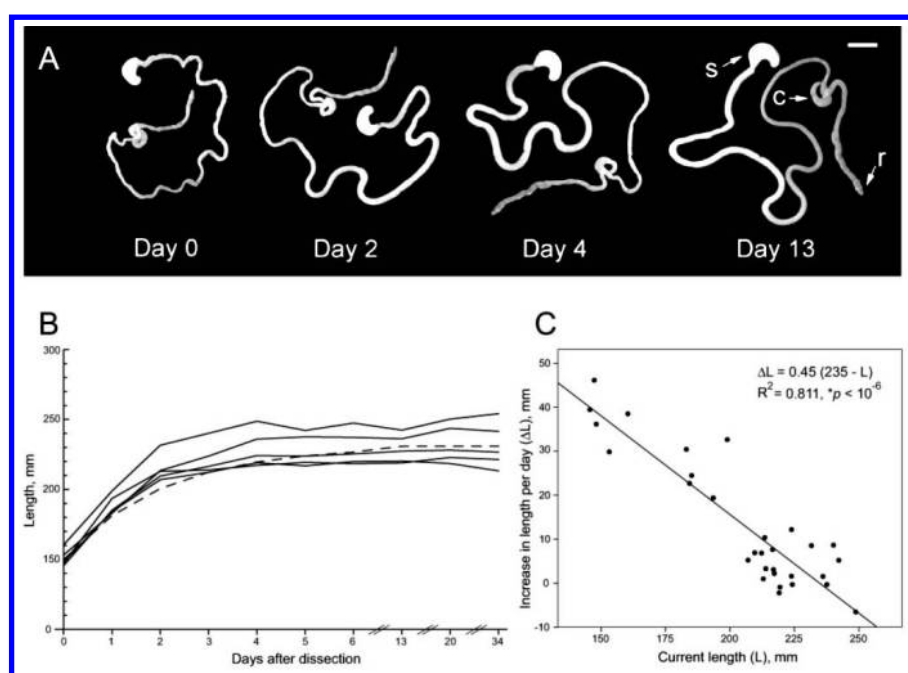 A
s
c
r
Day 0
Day 2
Day 4
Day 13
B
Length, mm
300
250
200
150
100
0
1
2
3
4
5
6
13
20
34
Days after dissection
C
Increase in length per day (ΔL), mm
50
40
30
20
10
0
-10
ΔL = 0.45 (235 - L)
R² = 0.811, *p < 10⁻⁶
150
175
200
225
250
Current length (L), mm